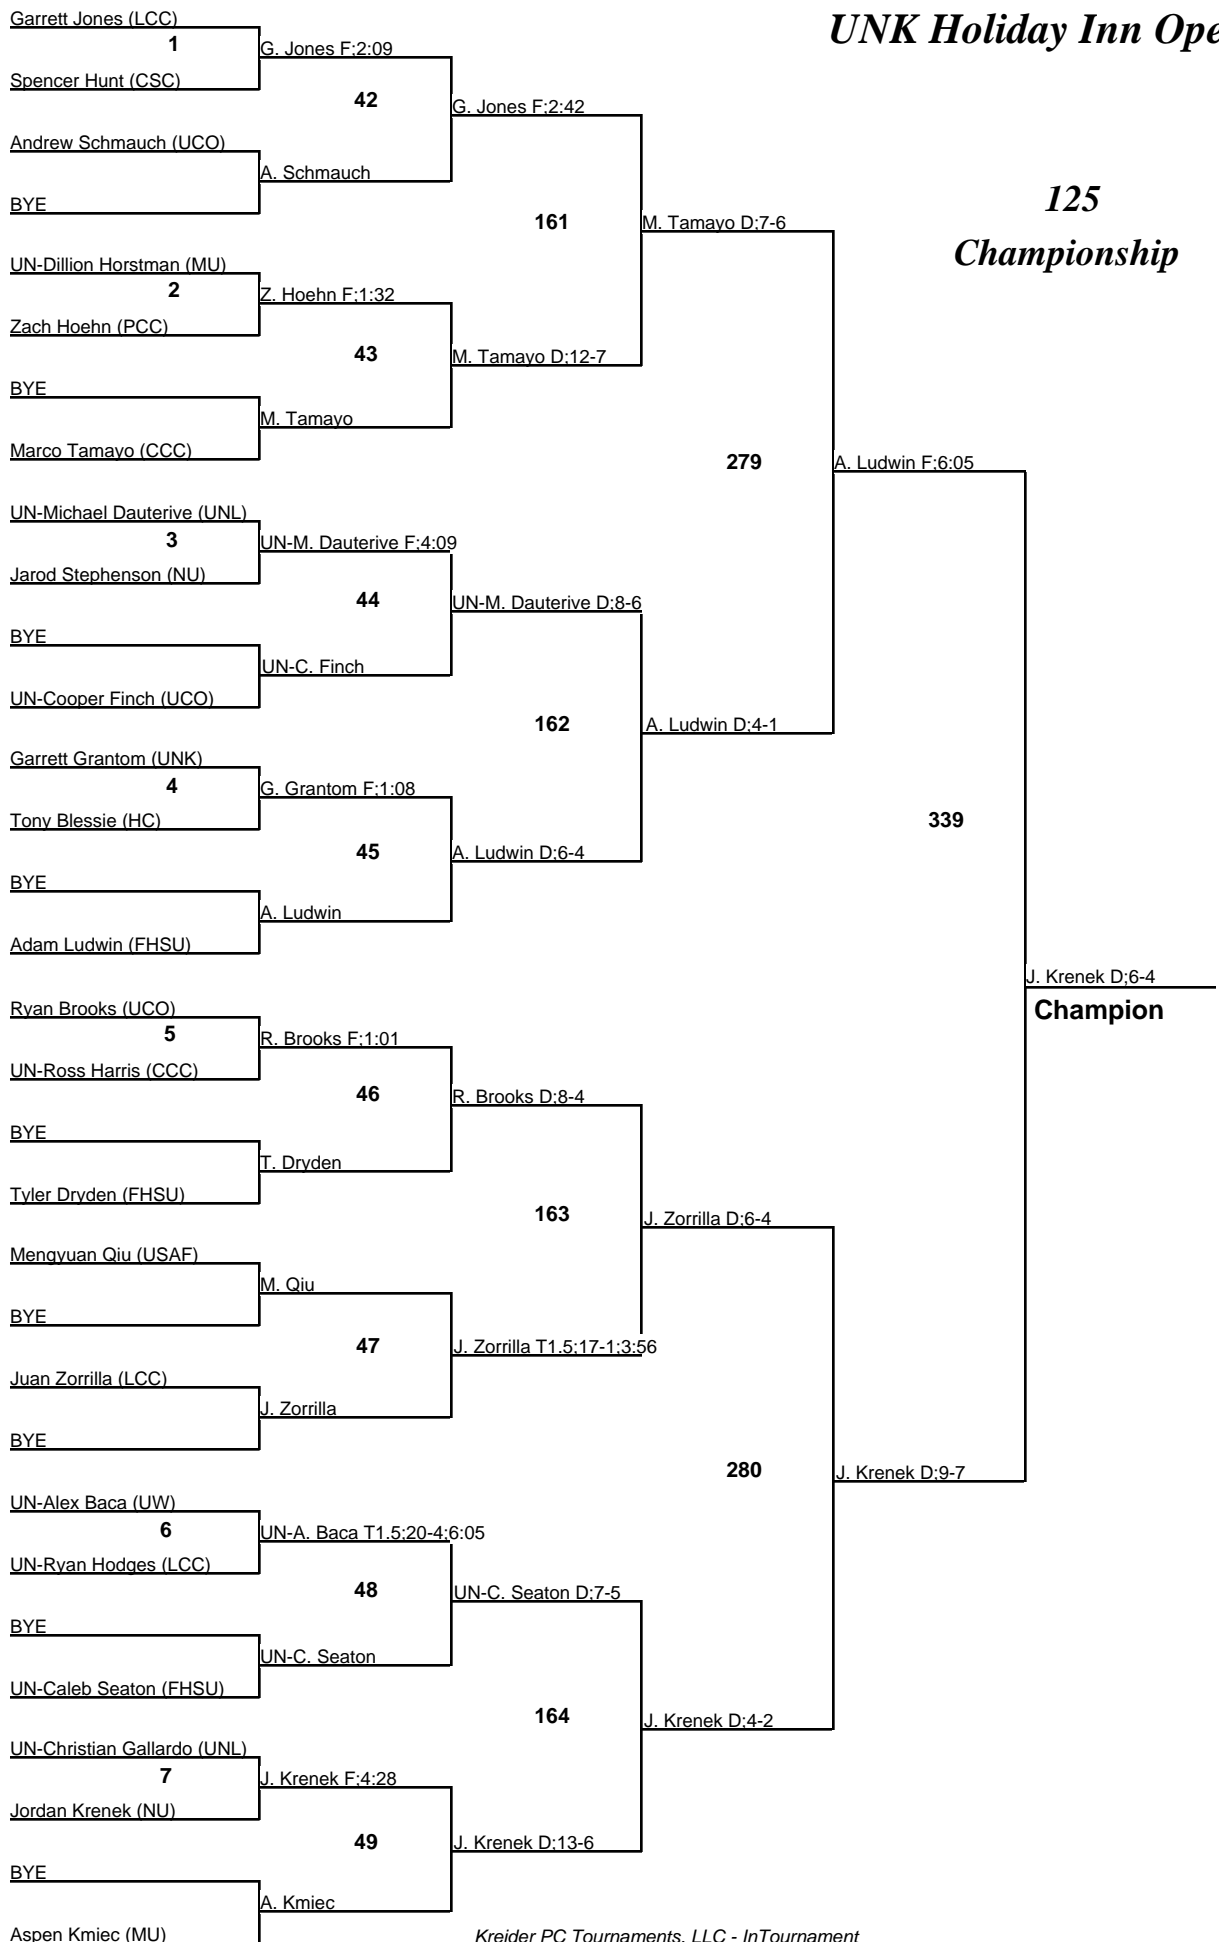 UNK Holiday Inn Ope
125
Championship
Garrett Jones (LCC)
1
Spencer Hunt (CSC)
Andrew Schmauch (UCO)
BYE
UN-Dillion Horstman (MU)
2
Zach Hoehn (PCC)
BYE
Marco Tamayo (CCC)
UN-Michael Dauterive (UNL)
3
Jarod Stephenson (NU)
BYE
UN-Cooper Finch (UCO)
Garrett Grantom (UNK)
4
Tony Blessie (HC)
BYE
Adam Ludwin (FHSU)
Ryan Brooks (UCO)
5
UN-Ross Harris (CCC)
BYE
Tyler Dryden (FHSU)
Mengyuan Qiu (USAF)
BYE
Juan Zorrilla (LCC)
BYE
UN-Alex Baca (UW)
6
UN-Ryan Hodges (LCC)
BYE
UN-Caleb Seaton (FHSU)
UN-Christian Gallardo (UNL)
7
Jordan Krenek (NU)
BYE
Aspen Kmiec (MU)
G. Jones F;2:09
42
A. Schmauch
Z. Hoehn F;1:32
43
M. Tamayo
UN-M. Dauterive F;4:09
44
UN-C. Finch
G. Grantom F;1:08
45
A. Ludwin
R. Brooks F;1:01
46
T. Dryden
M. Qiu
47
J. Zorrilla
UN-A. Baca T1.5;20-4;6:05
48
UN-C. Seaton
J. Krenek F;4:28
49
A. Kmiec
G. Jones F;2:42
161
M. Tamayo D;12-7
UN-M. Dauterive D;8-6
162
A. Ludwin D;6-4
R. Brooks D;8-4
163
J. Zorrilla T1.5;17-1;3:56
UN-C. Seaton D;7-5
164
J. Krenek D;13-6
M. Tamayo D;7-6
279
A. Ludwin D;4-1
J. Zorrilla D;6-4
280
J. Krenek D;4-2
A. Ludwin F;6:05
339
J. Krenek D;9-7
J. Krenek D;6-4
Champion
Kreider PC Tournaments, LLC - InTournament